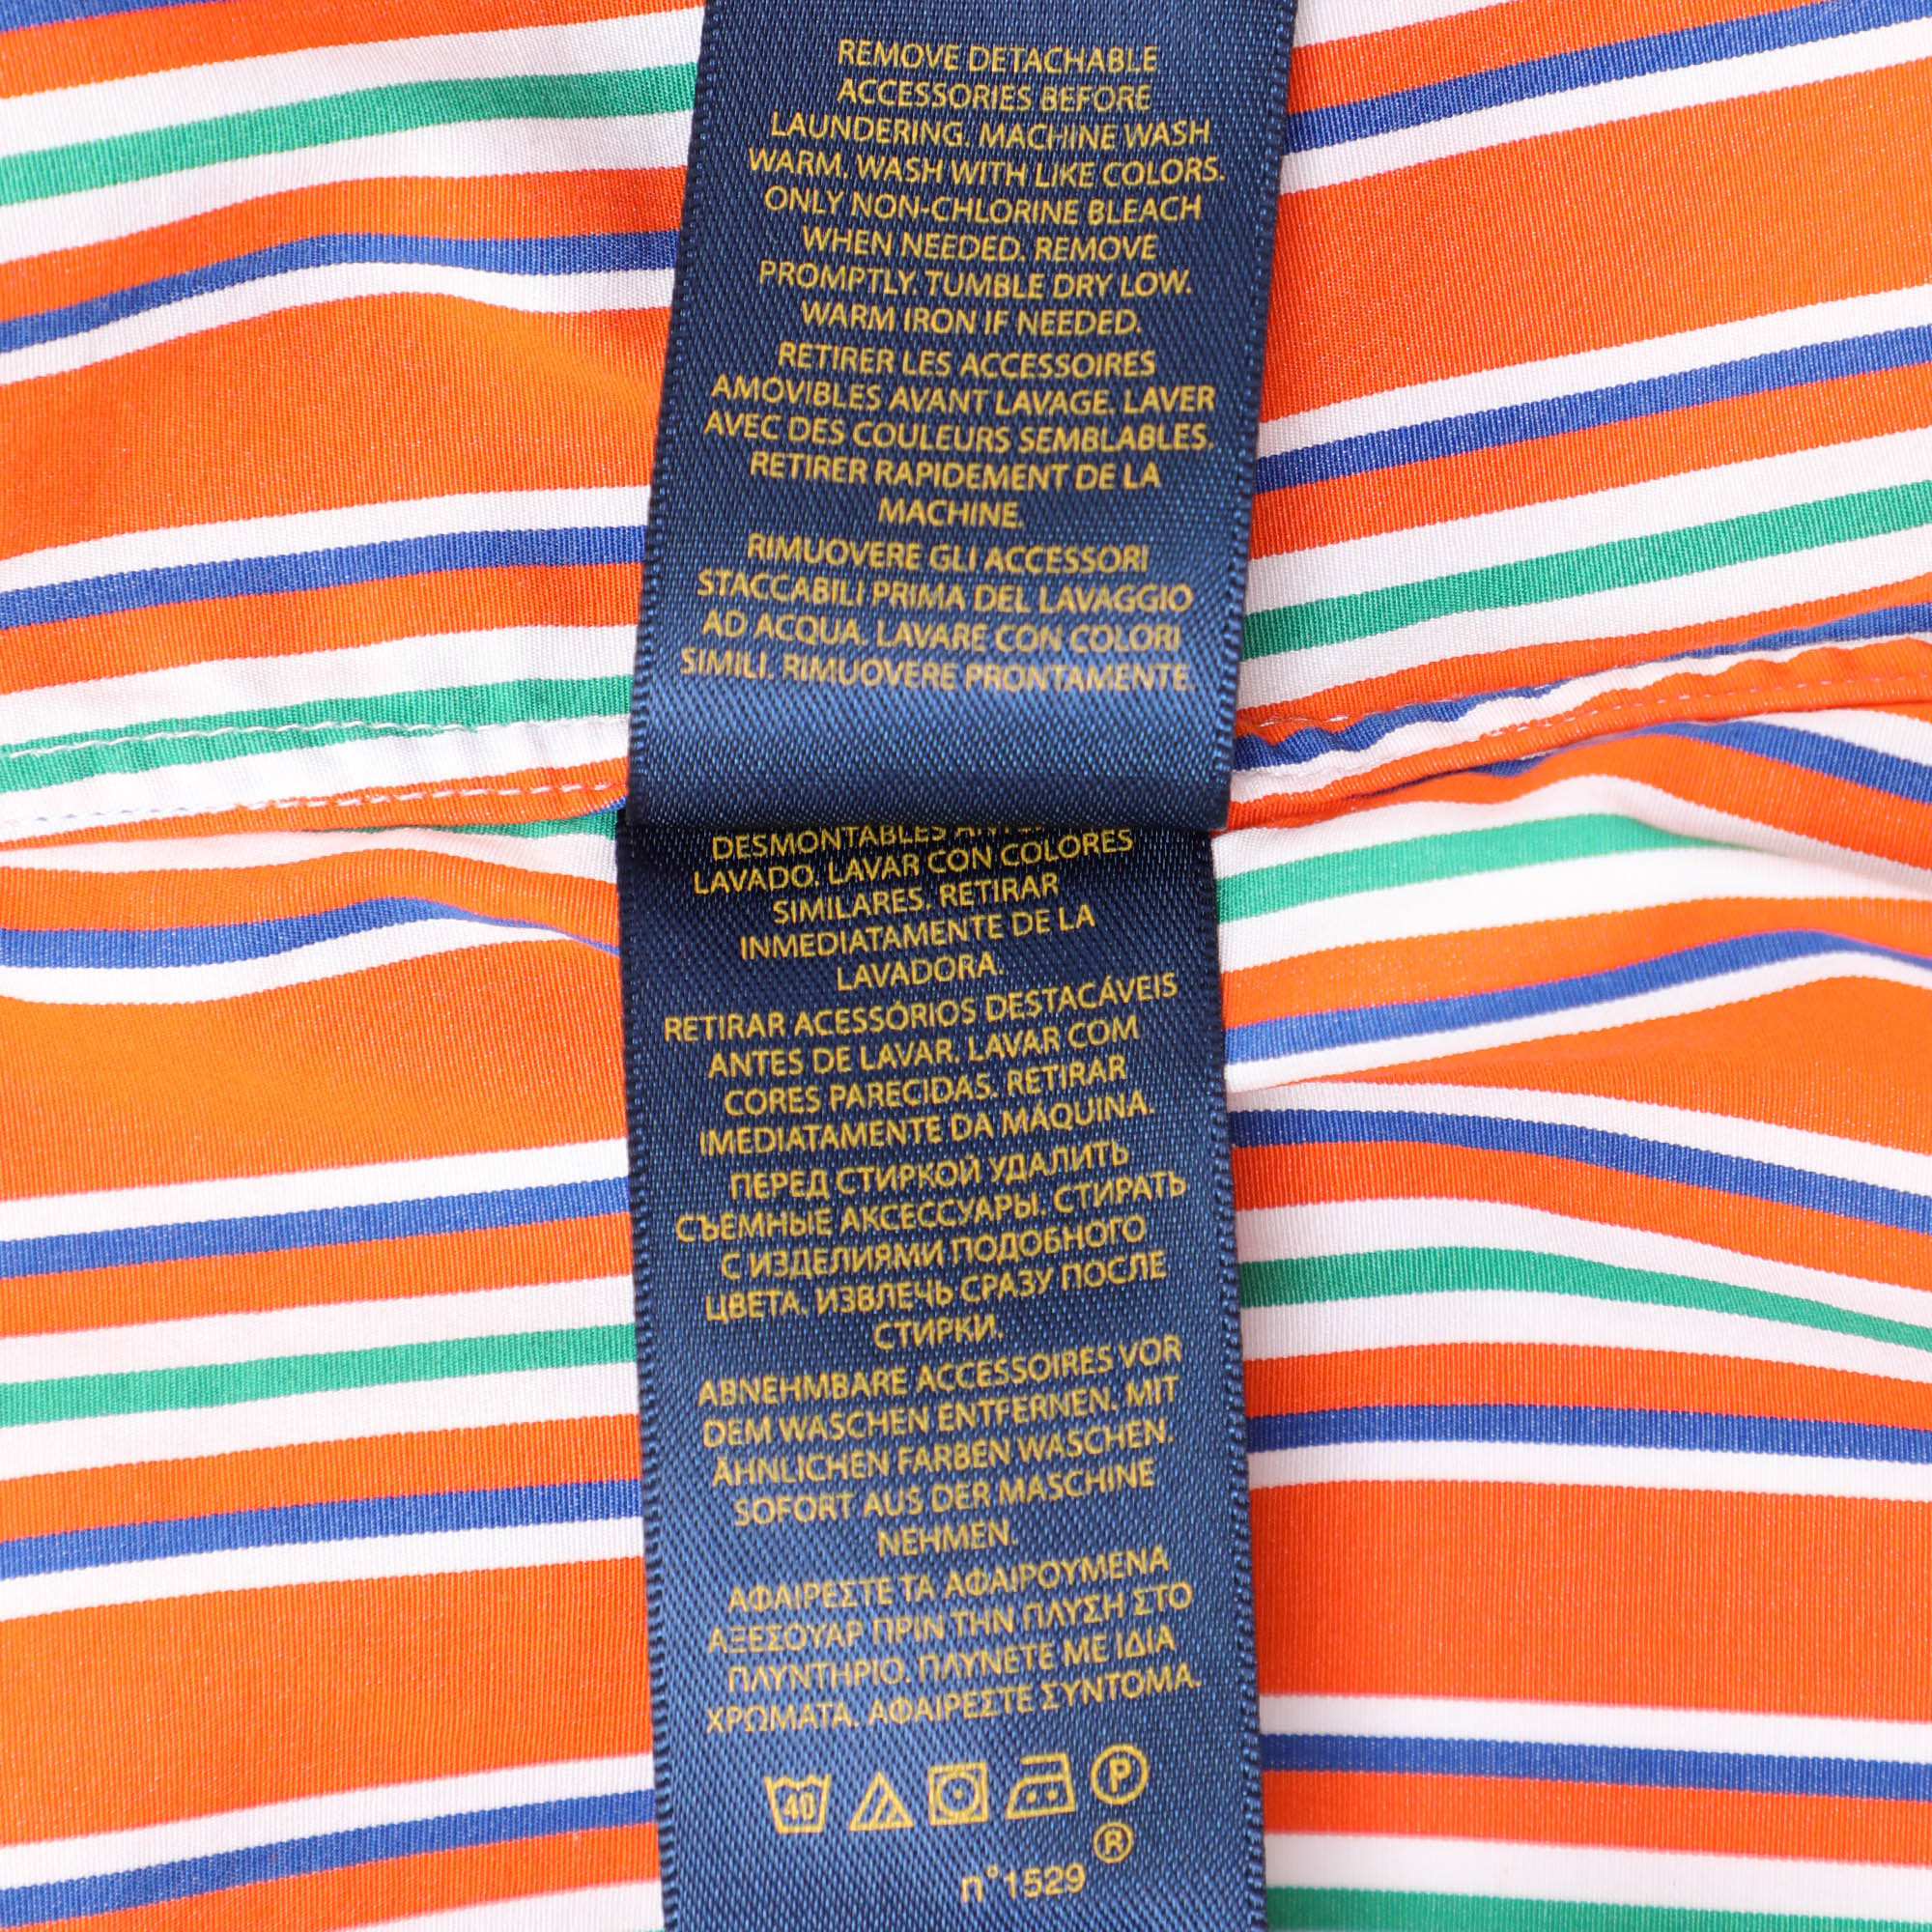 REMOVE DETACHABLE
ACCESSORIES BEFORE
LAUNDERING. MACHINE WASH
WARM. WASH WITH LIKE COLORS.
ONLY NON-CHLORINE BLEACH
WHEN NEEDED. REMOVE
PROMPTLY. TUMBLE DRY LOW.
WARM IRON IF NEEDED.
RETIRER LES ACCESSOIRES
AMOVIBLES AVANT LAVAGE. LAVER
AVEC DES COULEURS SEMBLABLES.
RETIRER RAPIDEMENT DE LA
MACHINE.
RIMUOVERE GLI ACCESSORI
STACCABILI PRIMA DEL LAVAGGIO
AD ACQUA. LAVARE CON COLORI
SIMILI. RIMUOVERE PRONTAMENTE.
DESMONTABLES
LAVADO. LAVAR CON COLORES
SIMILARES. RETIRAR
INMEDIATAMENTE DE LA
LAVADORA.
RETIRAR ACESSÓRIOS DESTACÁVEIS
ANTES DE LAVAR. LAVAR COM
CORES PARECIDAS. RETIRAR
IMEDIATAMENTE DA MÁQUINA.
ПЕРЕД СТИРКОЙ УДАЛИТЬ
СЪЕМНЫЕ АКСЕССУАРЫ. СТИРАТЬ
С ИЗДЕЛИЯМИ ПОДОБНОГО
ЦВЕТА. ИЗВЛЕЧЬ СРАЗУ ПОСЛЕ
СТИРКИ.
ABNEHMBARE ACCESSOIRES VOR
DEM WASCHEN ENTFERNEN. MIT
ÄHNLICHEN FARBEN WASCHEN.
SOFORT AUS DER MASCHINE
NEHMEN.
ΑΦΑΙΡΕΣΤΕ ΤΑ ΑΦΑΙΡΟΥΜΕΝΑ
ΑΞΕΣΟΥΑΡ ΠΡΙΝ ΤΗΝ ΠΛΥΣΗ ΣΤΟ
ΠΛΥΝΤΗΡΙΟ. ΠΛΥΝΕΤΕ ΜΕ ΙΔΙΑ
ΧΡΩΜΑΤΑ. ΑΦΑΙΡΕΣΤΕ ΣΥΝΤΟΜΑ.
40 P
®
n°1529